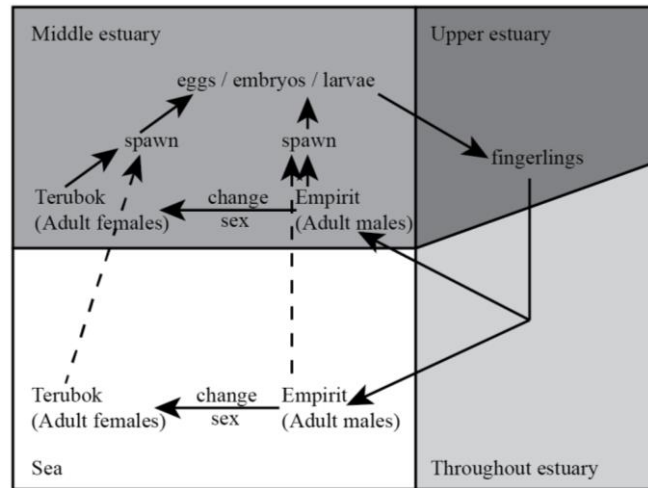 Middle estuary
Upper estuary
eggs / embryos / larvae
spawn
spawn
fingerlings
Terubok
(Adult females)
change
sex
Empirit
(Adult males)
Terubok
(Adult females)
change
sex
Empirit
(Adult males)
Sea
Throughout estuary